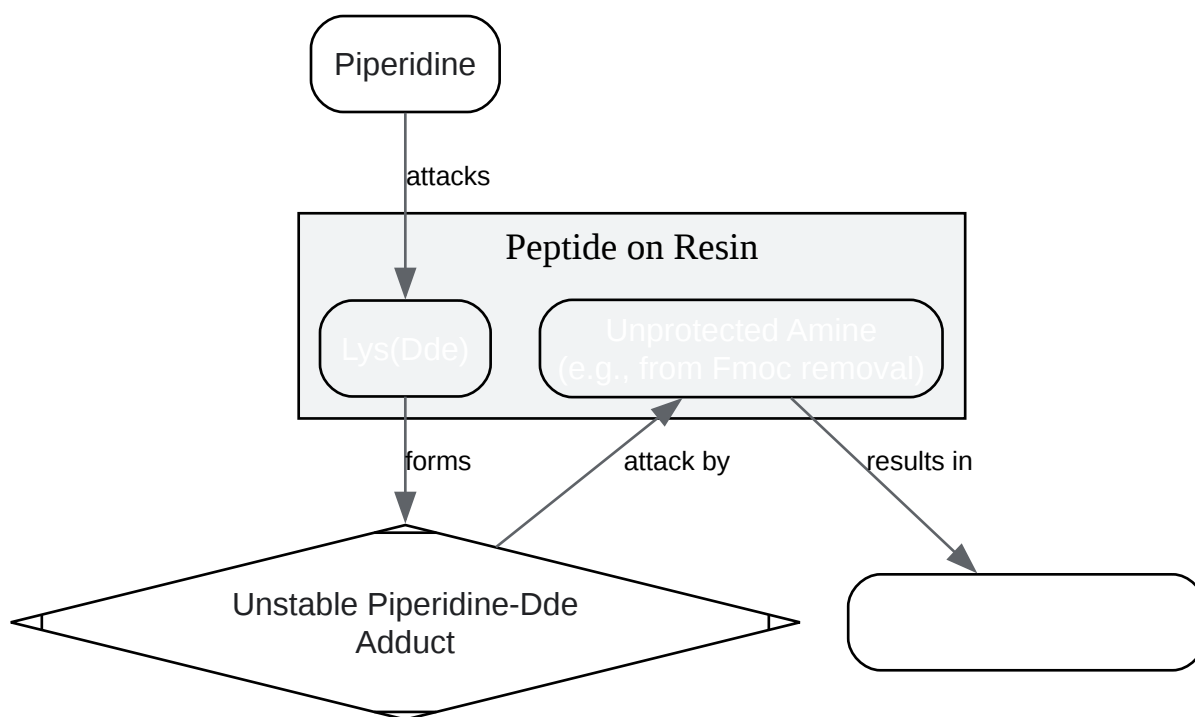 Piperidine
attacks
Peptide on Resin
Lys(Dde)
Unprotected Amine
(e.g., from Fmoc removal)
forms
attack by
results in
Unstable Piperidine-Dde
Adduct